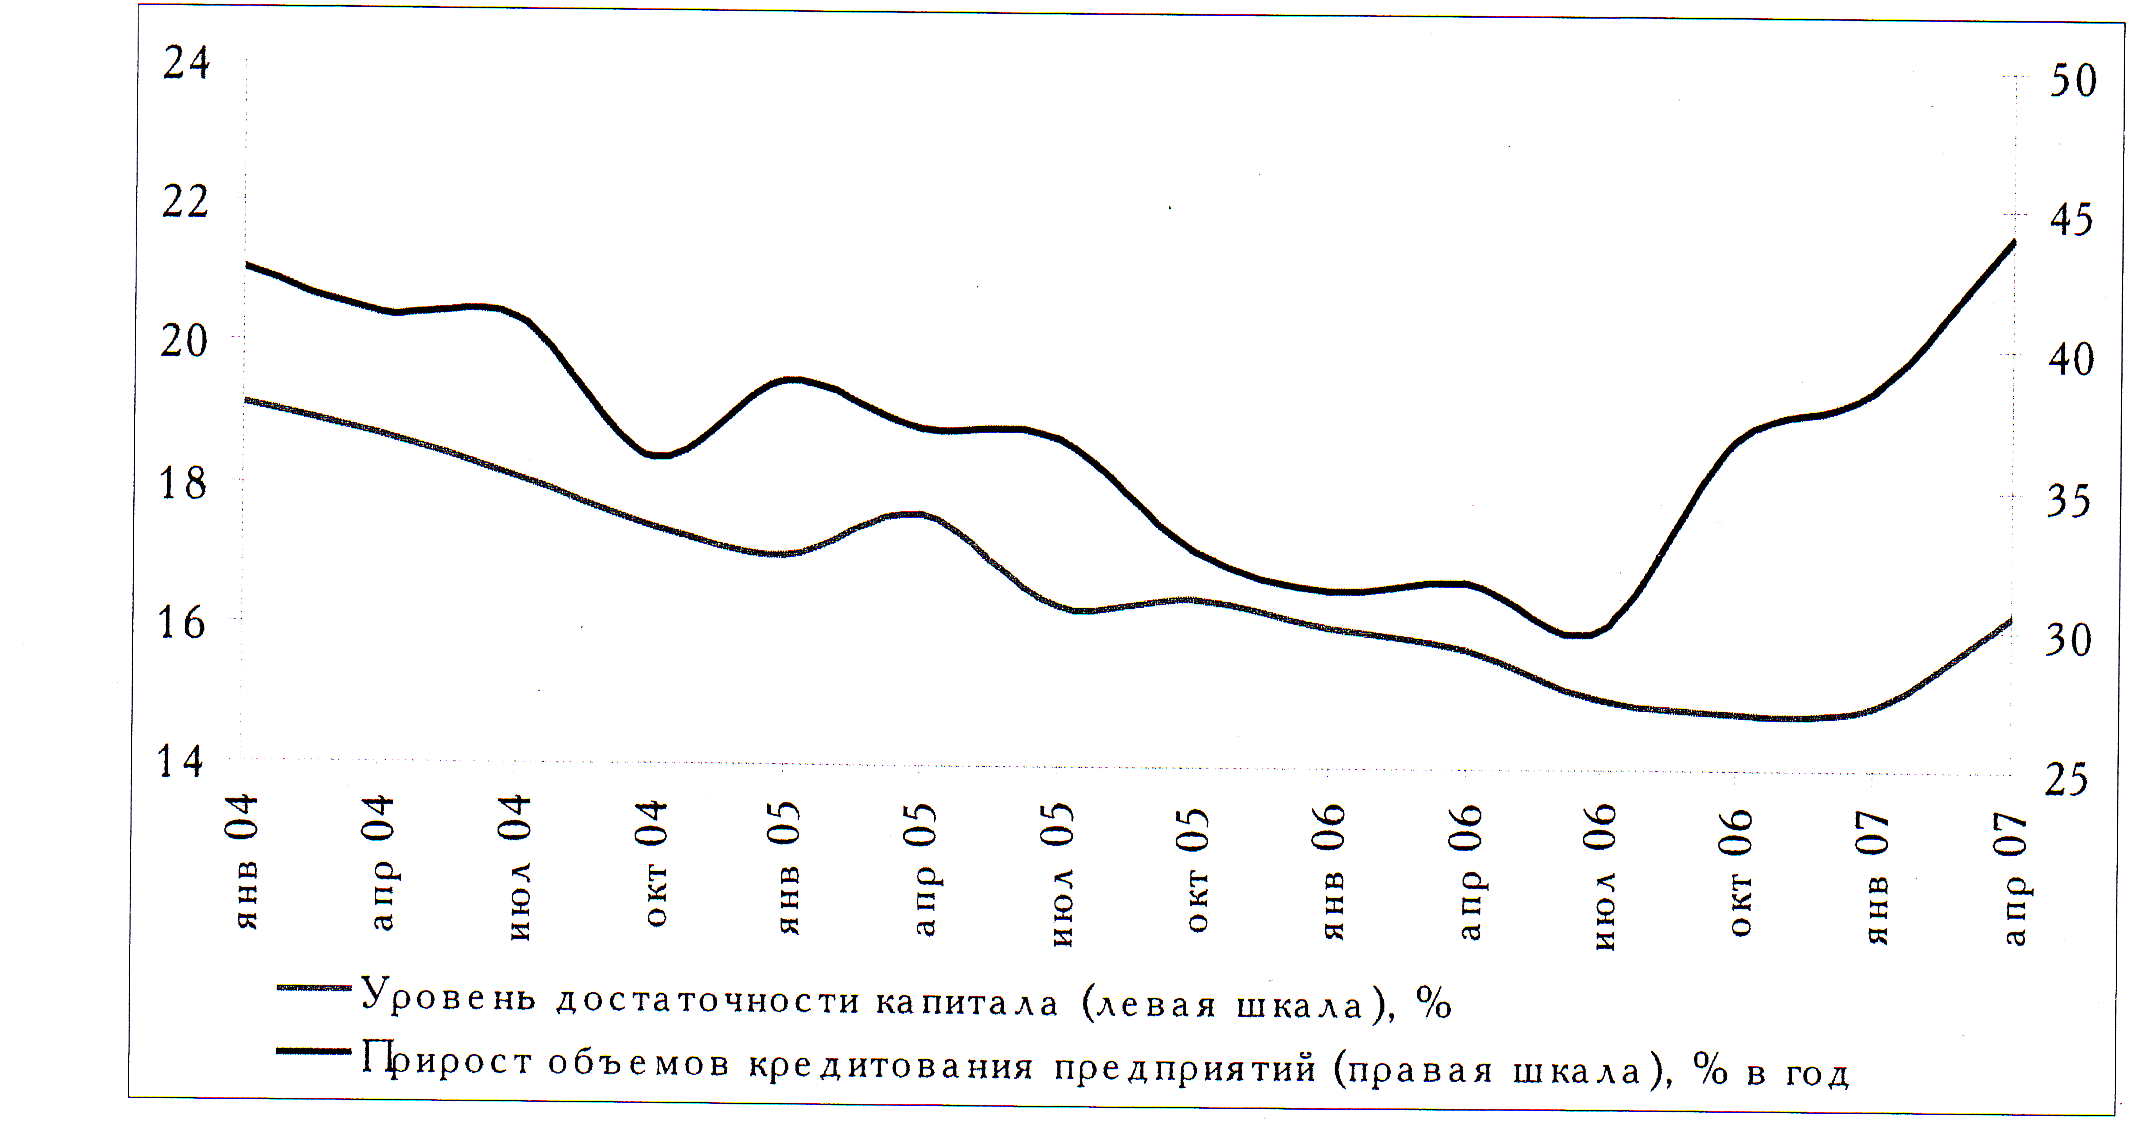 24
22
20
18
16
14
50
45
40
35
30
25
янв 04
апр 04
июл 04
окт 04
янв 05
апр 05
июл 05
окт 05
янв 06
апр 06
июл 06
окт 06
янв 07
апр 07
Уровень достаточности капитала (левая шкала), %
Прирост объемов кредитования предприятий (правая шкала), % в год